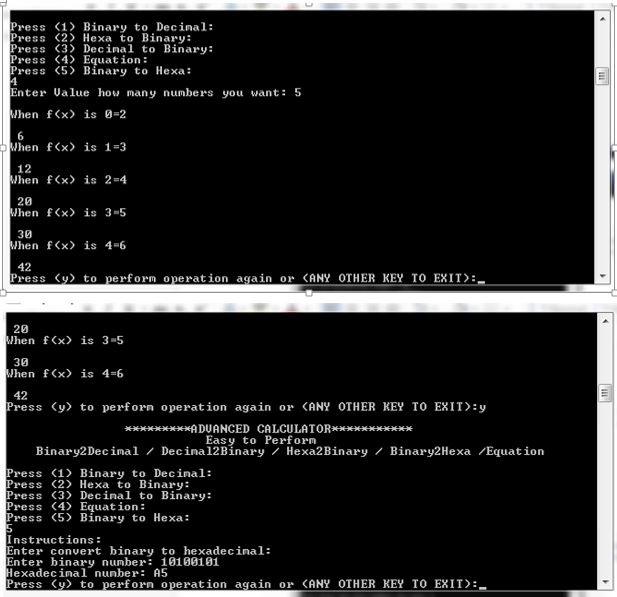 Press (1) Binary to Decimal:
Press (2) Hexa to Binary:
Press (3) Decimal to Binary:
Press (4) Equation:
Press (5) Binary to Hexa:
4
Enter Value how many numbers you want: 5
When f(x) is 0=2
6
When f(x) is 1=3
12
When f(x) is 2=4
20
When f(x) is 3=5
30
When f(x) is 4=6
42
Press (y) to perform operation again or (ANY OTHER KEY TO EXIT):_
20
When f(x) is 3=5
30
When f(x) is 4=6
42
Press (y) to perform operation again or (ANY OTHER KEY TO EXIT):y
*********ADVANCED CALCULATOR***********
Easy to Perform
Binary2Decimal / Decimal2Binary / Hexa2Binary / Binary2Hexa /Equation
Press (1) Binary to Decimal:
Press (2) Hexa to Binary:
Press (3) Decimal to Binary:
Press (4) Equation:
Press (5) Binary to Hexa:
5
Instructions:
Enter convert binary to hexadecimal:
Enter binary number: 10100101
Hexadecimal number: A5
Press (y) to perform operation again or (ANY OTHER KEY TO EXIT):_